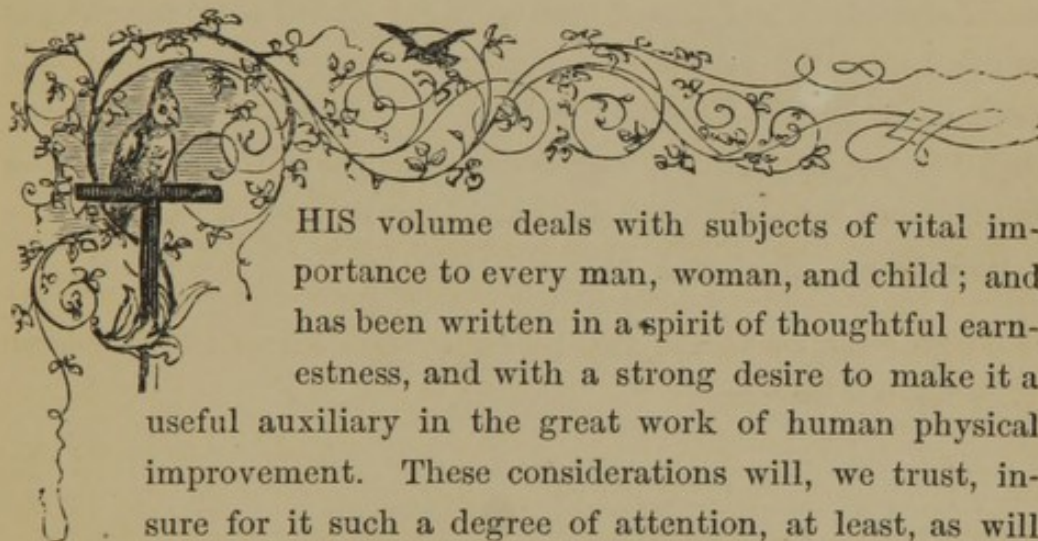 THIS volume deals with subjects of vital im-
portance to every man, woman, and child ; and
has been written in a spirit of thoughtful earn-
estness, and with a strong desire to make it a
useful auxiliary in the great work of human physical
improvement. These considerations will, we trust, in-
sure for it such a degree of attention, at least, as will